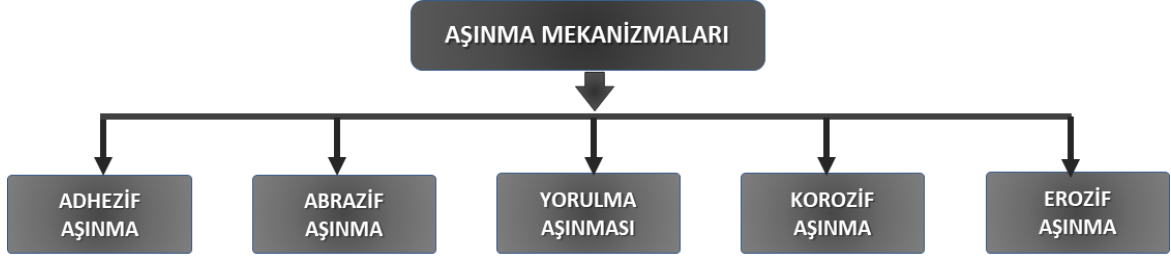 AŞINMA MEKANİZMALARI
ADHEZİF
AŞINMA
ABRAZİF
AŞINMA
YORULMA
AŞINMASI
KOROZİF
AŞINMA
EROZİF
AŞINMA